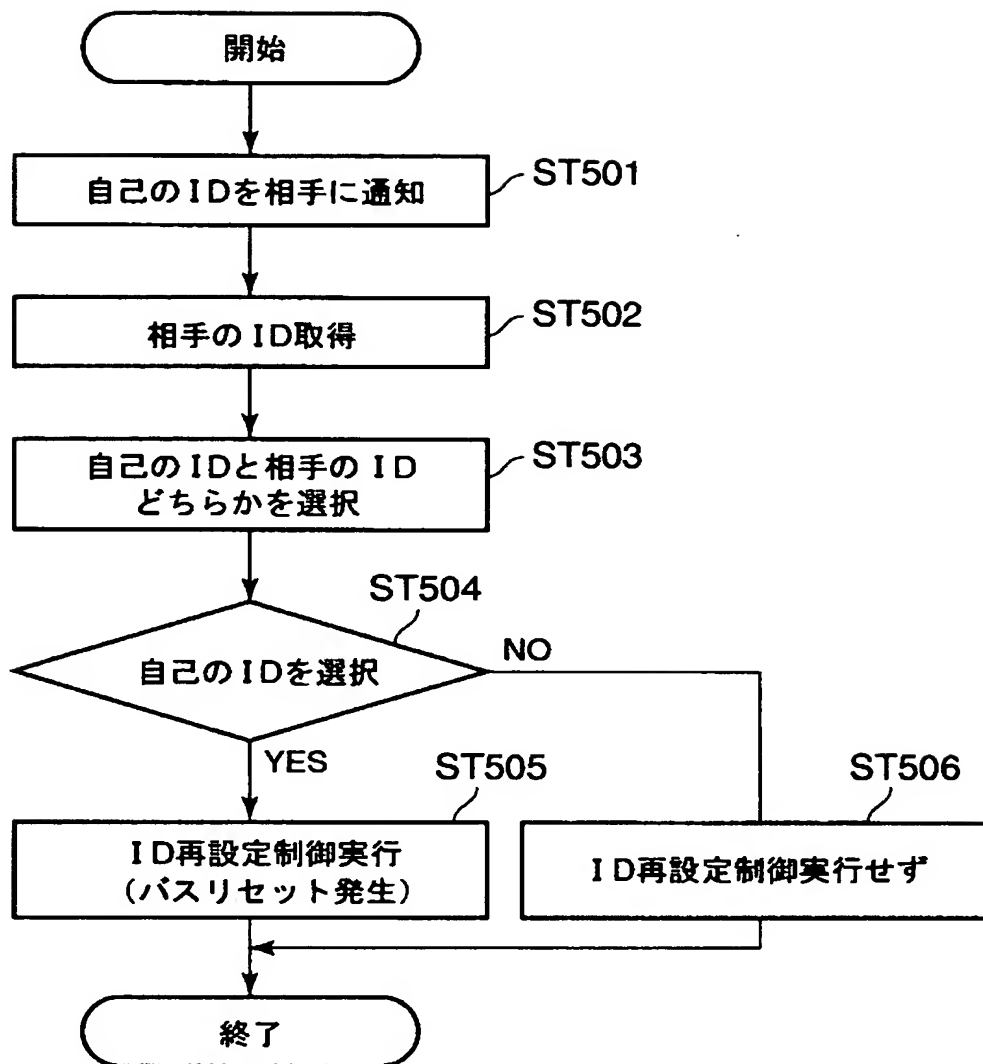 開始
自己のIDを相手に通知
ST501
相手のID取得
ST502
自己のIDと相手のID
どちらかを選択
ST503
ST504
自己のIDを選択
NO
YES
ST505
ID再設定制御実行
(バスリセット発生)
ST506
ID再設定制御実行せず
終了